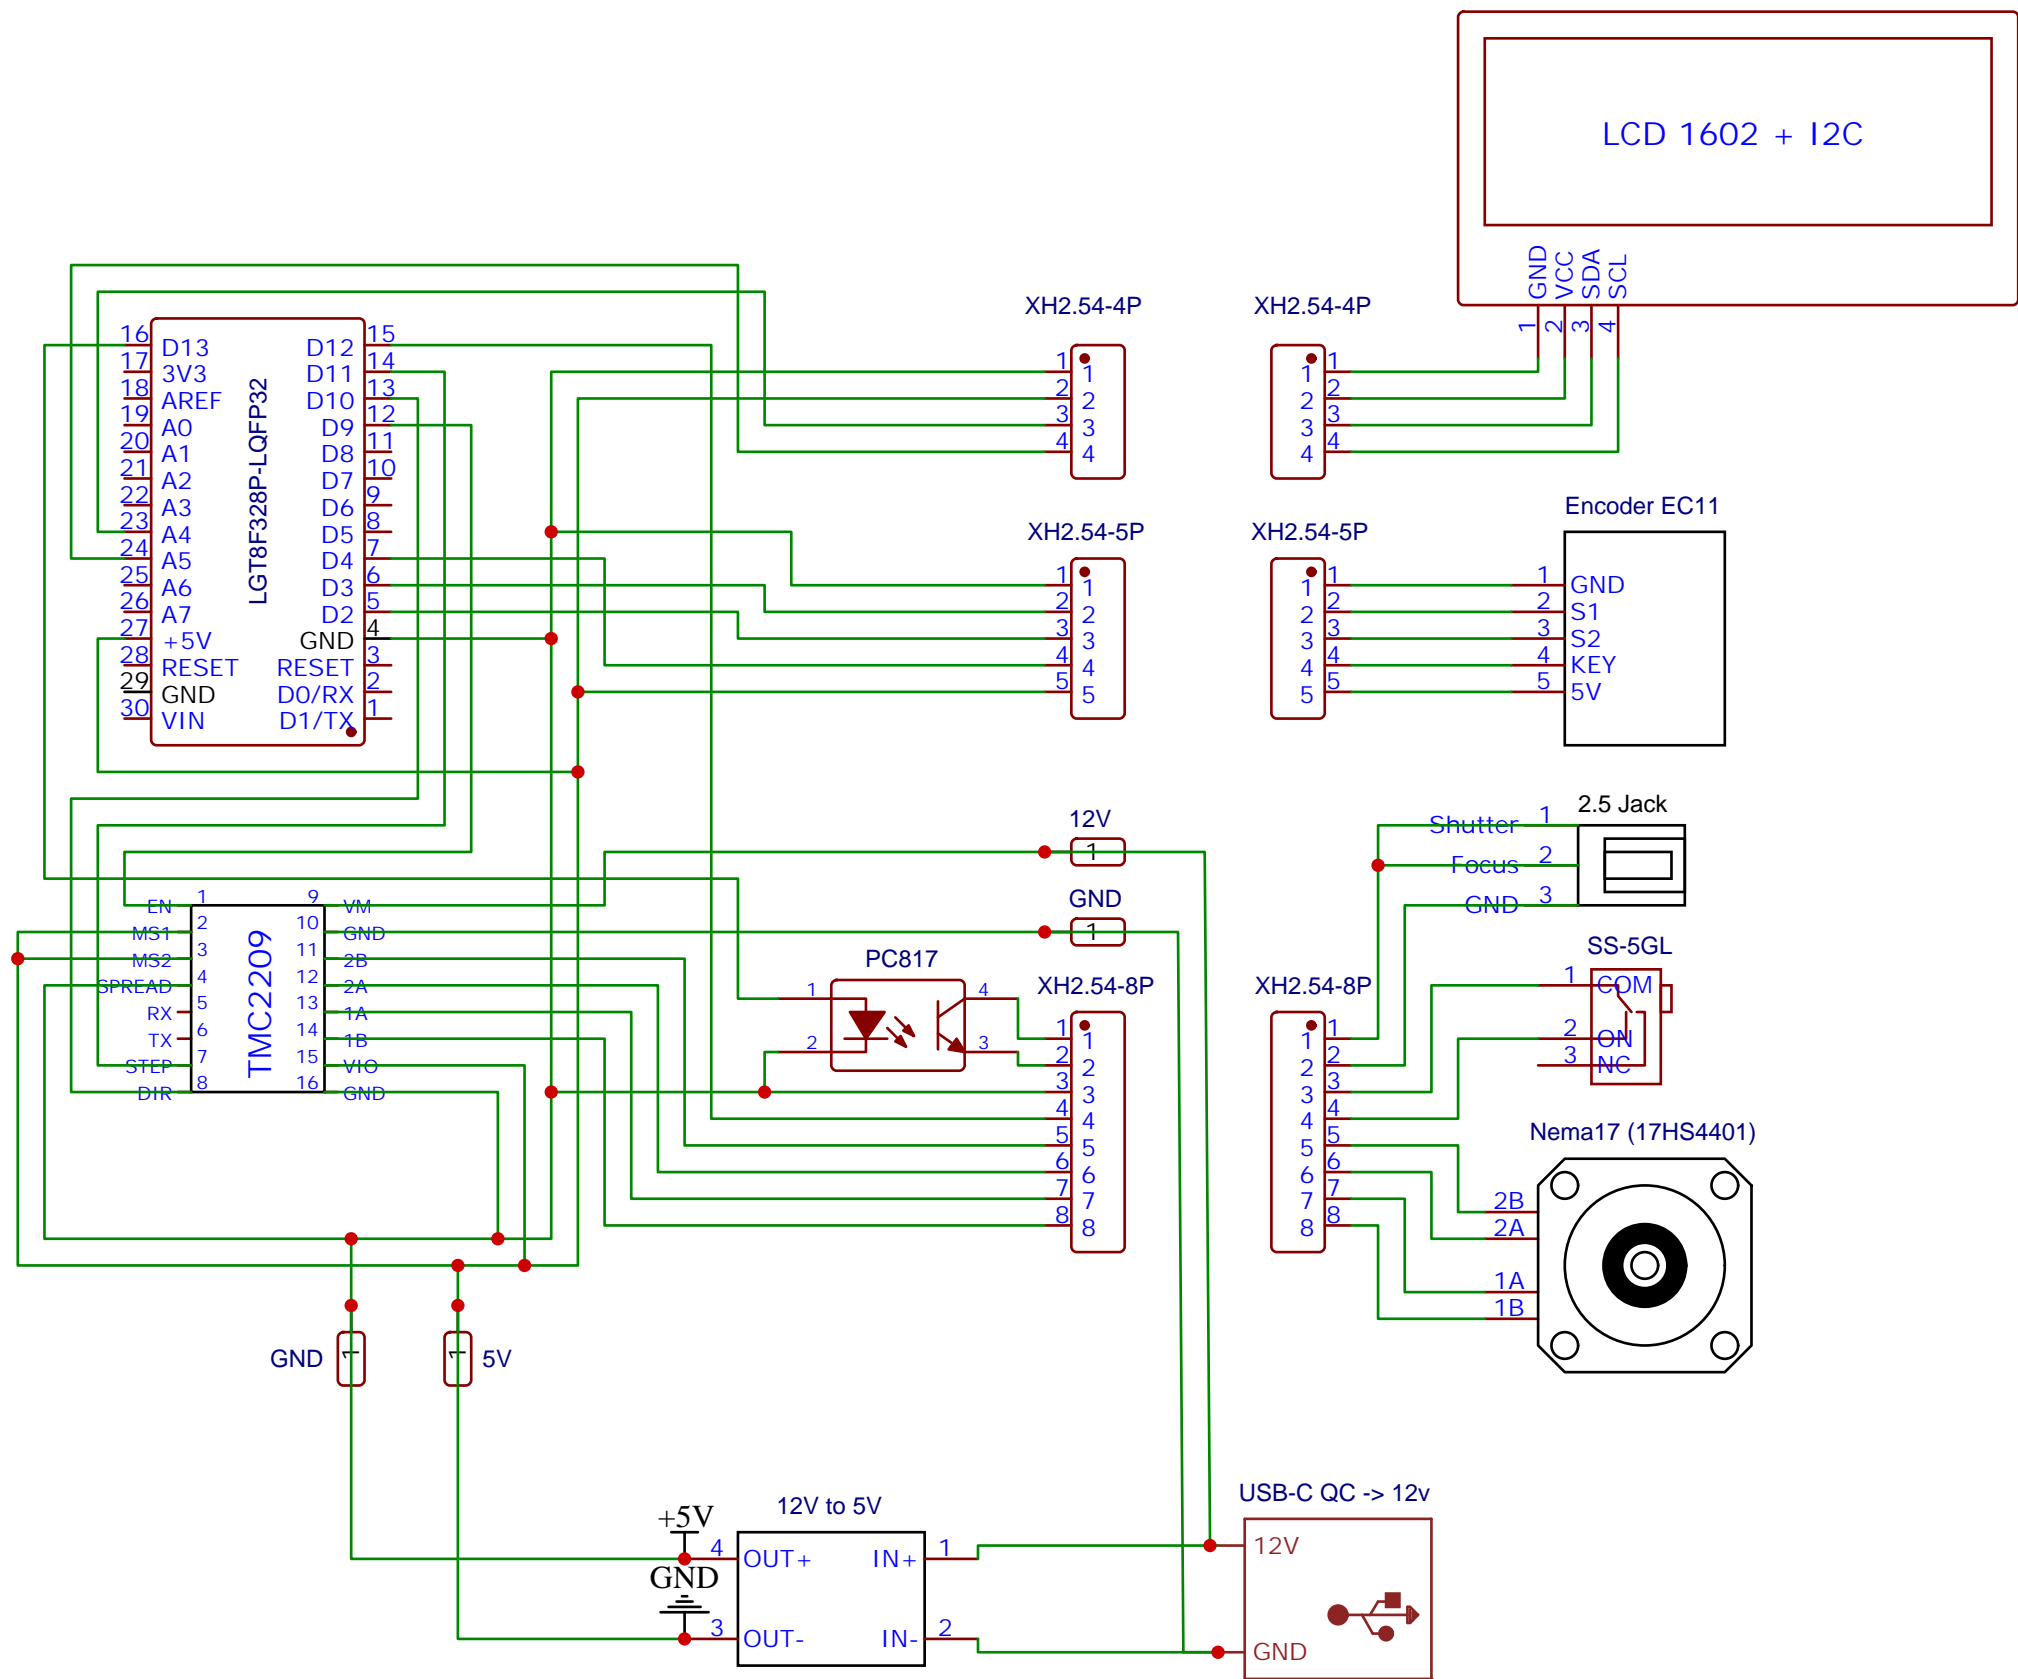 LCD 1602 + I2C
GND
VCC
SDA
SCL
1
2
3
4
XH2.54-4P
1 1
2 2
3 3
4 4
XH2.54-4P
1 1
2 2
3 3
4 4
LGT8F328P-LQFP32
16 D13 D12 15
17 3V3 D11 14
18 AREF D10 13
19 A0 D9 12
20 A1 D8 11
21 A2 D7 10
22 A3 D6 9
23 A4 D5 8
24 A5 D4 7
25 A6 D3 6
26 A7 D2 5
27 +5V GND 4
28 RESET RESET 3
29 GND D0/RX 2
30 VIN D1/TX 1
XH2.54-5P
1 1
2 2
3 3
4 4
5 5
XH2.54-5P
1 1
2 2
3 3
4 4
5 5
Encoder EC11
1 GND
2 S1
3 S2
4 KEY
5 5V
12V
1
GND
1
2.5 Jack
Shutter 1
Focus 2
GND 3
TMC2209
EN 1 9 VM
MS1 2 10 GND
MS2 3 11 2B
SPREAD 4 12 2A
RX 5 13 1A
TX 6 14 1B
STEP 7 15 VIO
DIR 8 16 GND
PC817
1 4
2 3
XH2.54-8P
1 1
2 2
3 3
4 4
5 5
6 6
7 7
8 8
XH2.54-8P
1 1
2 2
3 3
4 4
5 5
6 6
7 7
8 8
SS-5GL
1 COM
2 ON
3 NC
Nema17 (17HS4401)
2B
2A
1A
1B
GND 1
1 5V
12V to 5V
+5V
4 OUT+ IN+ 1
GND
3 OUT- IN- 2
USB-C QC -> 12v
12V
GND